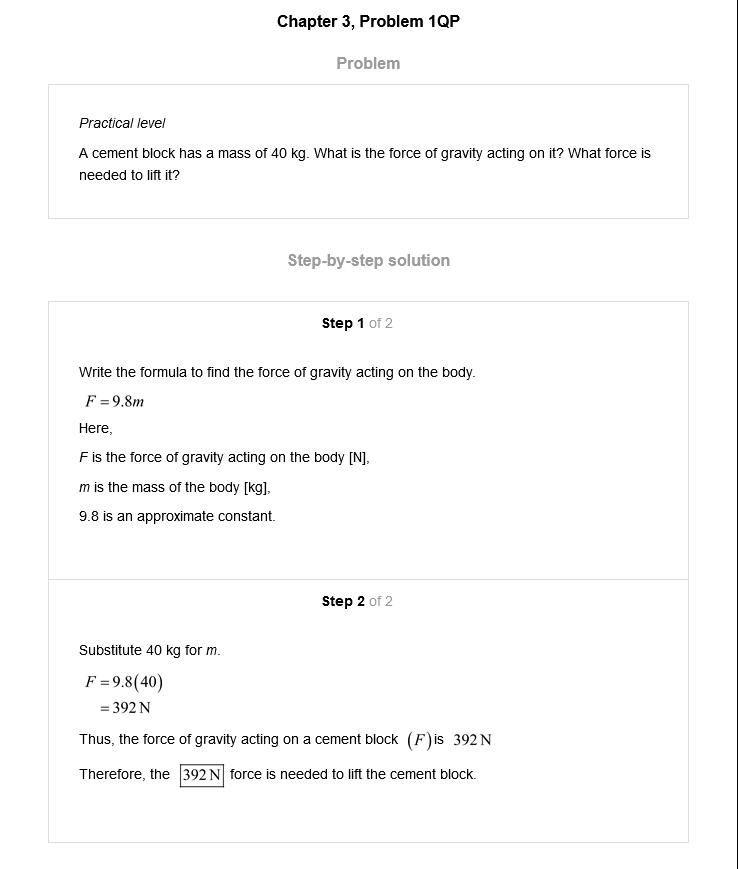 Chapter 3, Problem 1QP
Problem
Practical level
A cement block has a mass of 40 kg. What is the force of gravity acting on it? What force is
needed to lift it?
Step-by-step solution
Step 1 of 2
Write the formula to find the force of gravity acting on the body.
F = 9.8m
Here,
F is the force of gravity acting on the body [N],
m is the mass of the body [kg],
9.8 is an approximate constant.
Step 2 of 2
Substitute 40 kg for m.
F = 9.8(40)
= 392 N
Thus, the force of gravity acting on a cement block (F) is 392 N
Therefore, the 392 N force is needed to lift the cement block.